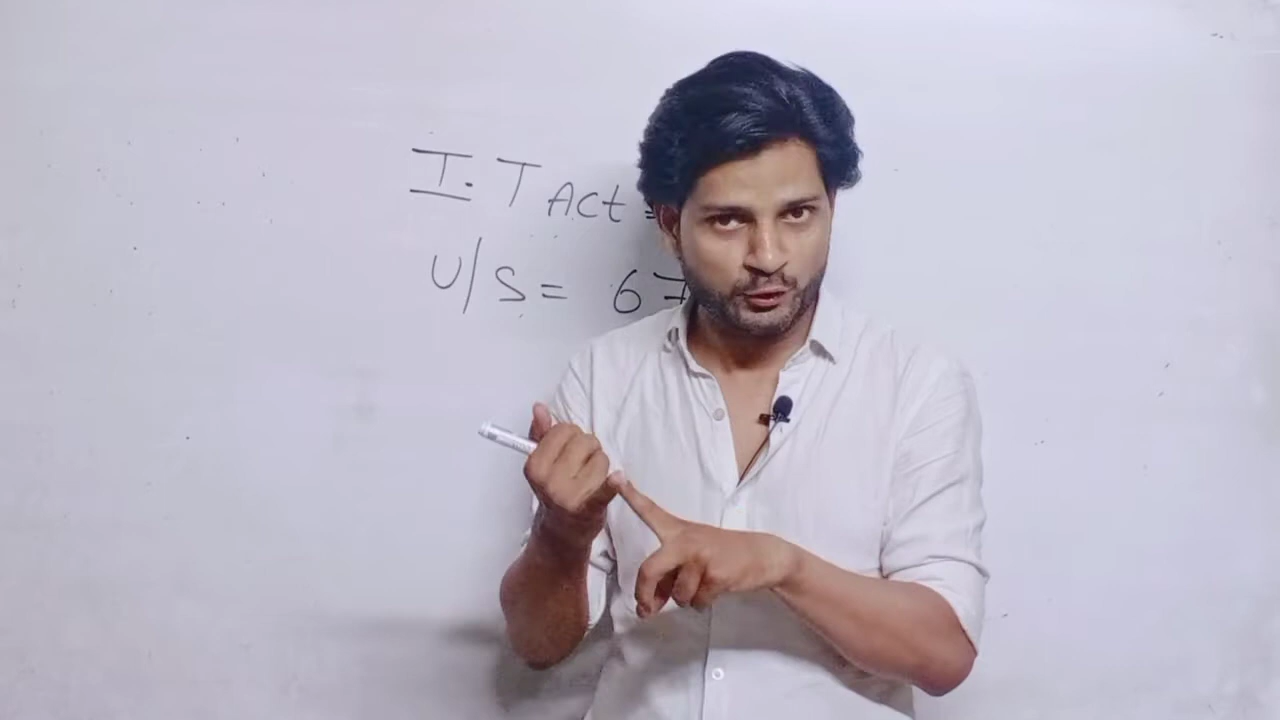 I.T Act =
U/S = 67